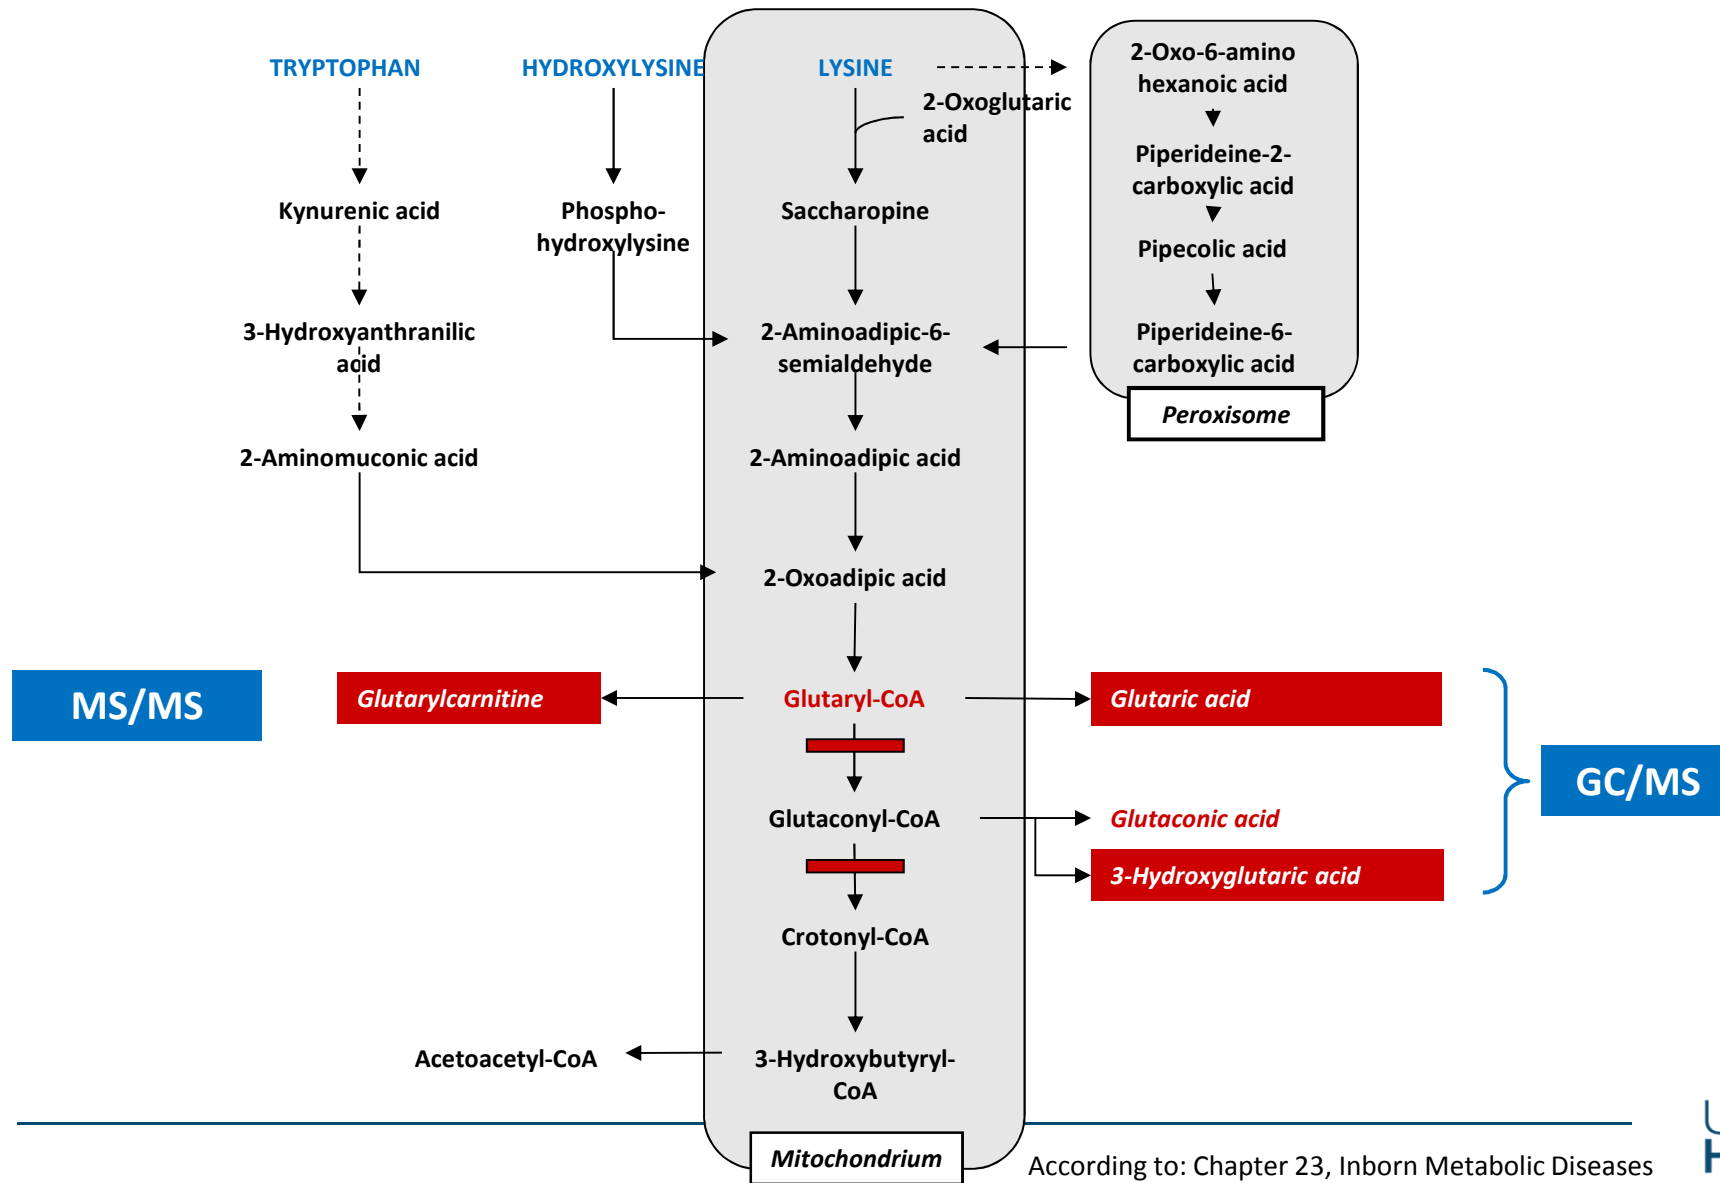 TRYPTOPHAN
HYDROXYLYSINE
LYSINE
2-Oxo-6-amino
hexanoic acid
2-Oxoglutaric
acid
Piperideine-2-
carboxylic acid
Kynurenic acid
Phospho-
hydroxylysine
Saccharopine
Pipecolic acid
3-Hydroxyanthranilic
acid
2-Aminoadipic-6-
semialdehyde
Piperideine-6-
carboxylic acid
Peroxisome
2-Aminomuconic acid
2-Aminoadipic acid
2-Oxoadipic acid
MS/MS
Glutarylcarnitine
Glutaryl-CoA
Glutaric acid
GC/MS
Glutaconyl-CoA
Glutaconic acid
3-Hydroxyglutaric acid
Crotonyl-CoA
Acetoacetyl-CoA
3-Hydroxybutyryl-
CoA
Mitochondrium
According to: Chapter 23, Inborn Metabolic Diseases